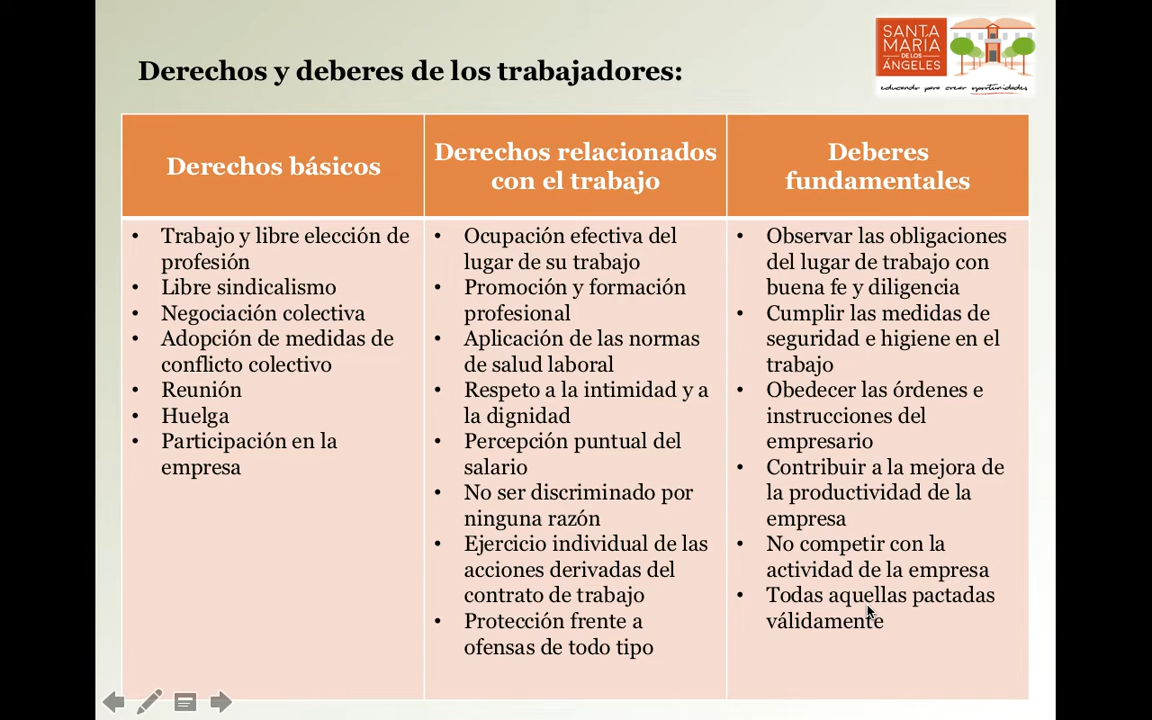 Derechos y deberes de los trabajadores:
SANTA
MARÍA
DE LOS
ÁNGELES
educando para crear oportunidades
Derechos básicos
Trabajo y libre elección de
profesión
Libre sindicalismo
Negociación colectiva
Adopción de medidas de
conflicto colectivo
Reunión
Huelga
Participación en la
empresa
Derechos relacionados
con el trabajo
Ocupación efectiva del
lugar de su trabajo
Promoción y formación
profesional
Aplicación de las normas
de salud laboral
Respeto a la intimidad y a
la dignidad
Percepción puntual del
salario
No ser discriminado por
ninguna razón
Ejercicio individual de las
acciones derivadas del
contrato de trabajo
Protección frente a
ofensas de todo tipo
Deberes
fundamentales
Observar las obligaciones
del lugar de trabajo con
buena fe y diligencia
Cumplir las medidas de
seguridad e higiene en el
trabajo
Obedecer las órdenes e
instrucciones del
empresario
Contribuir a la mejora de
la productividad de la
empresa
No competir con la
actividad de la empresa
Todas aquellas pactadas
válidamente